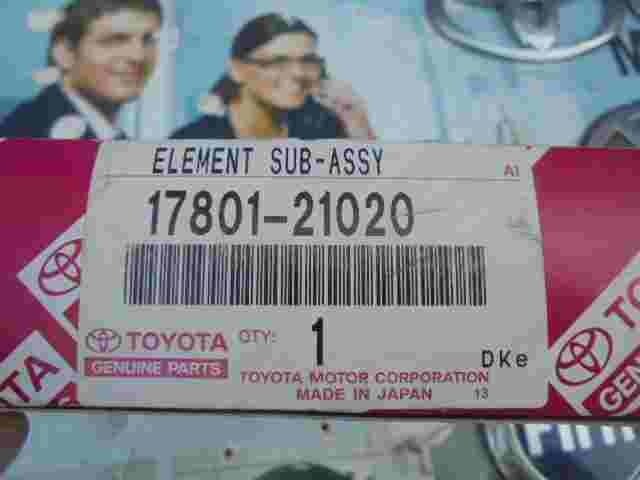 ELEMENT SUB-ASSY
A1
17801-21020
TOYOTA
GENUINE PARTS
QTY:
1
DKe
TOYOTA MOTOR CORPORATION
MADE IN JAPAN
13
TOYOTA